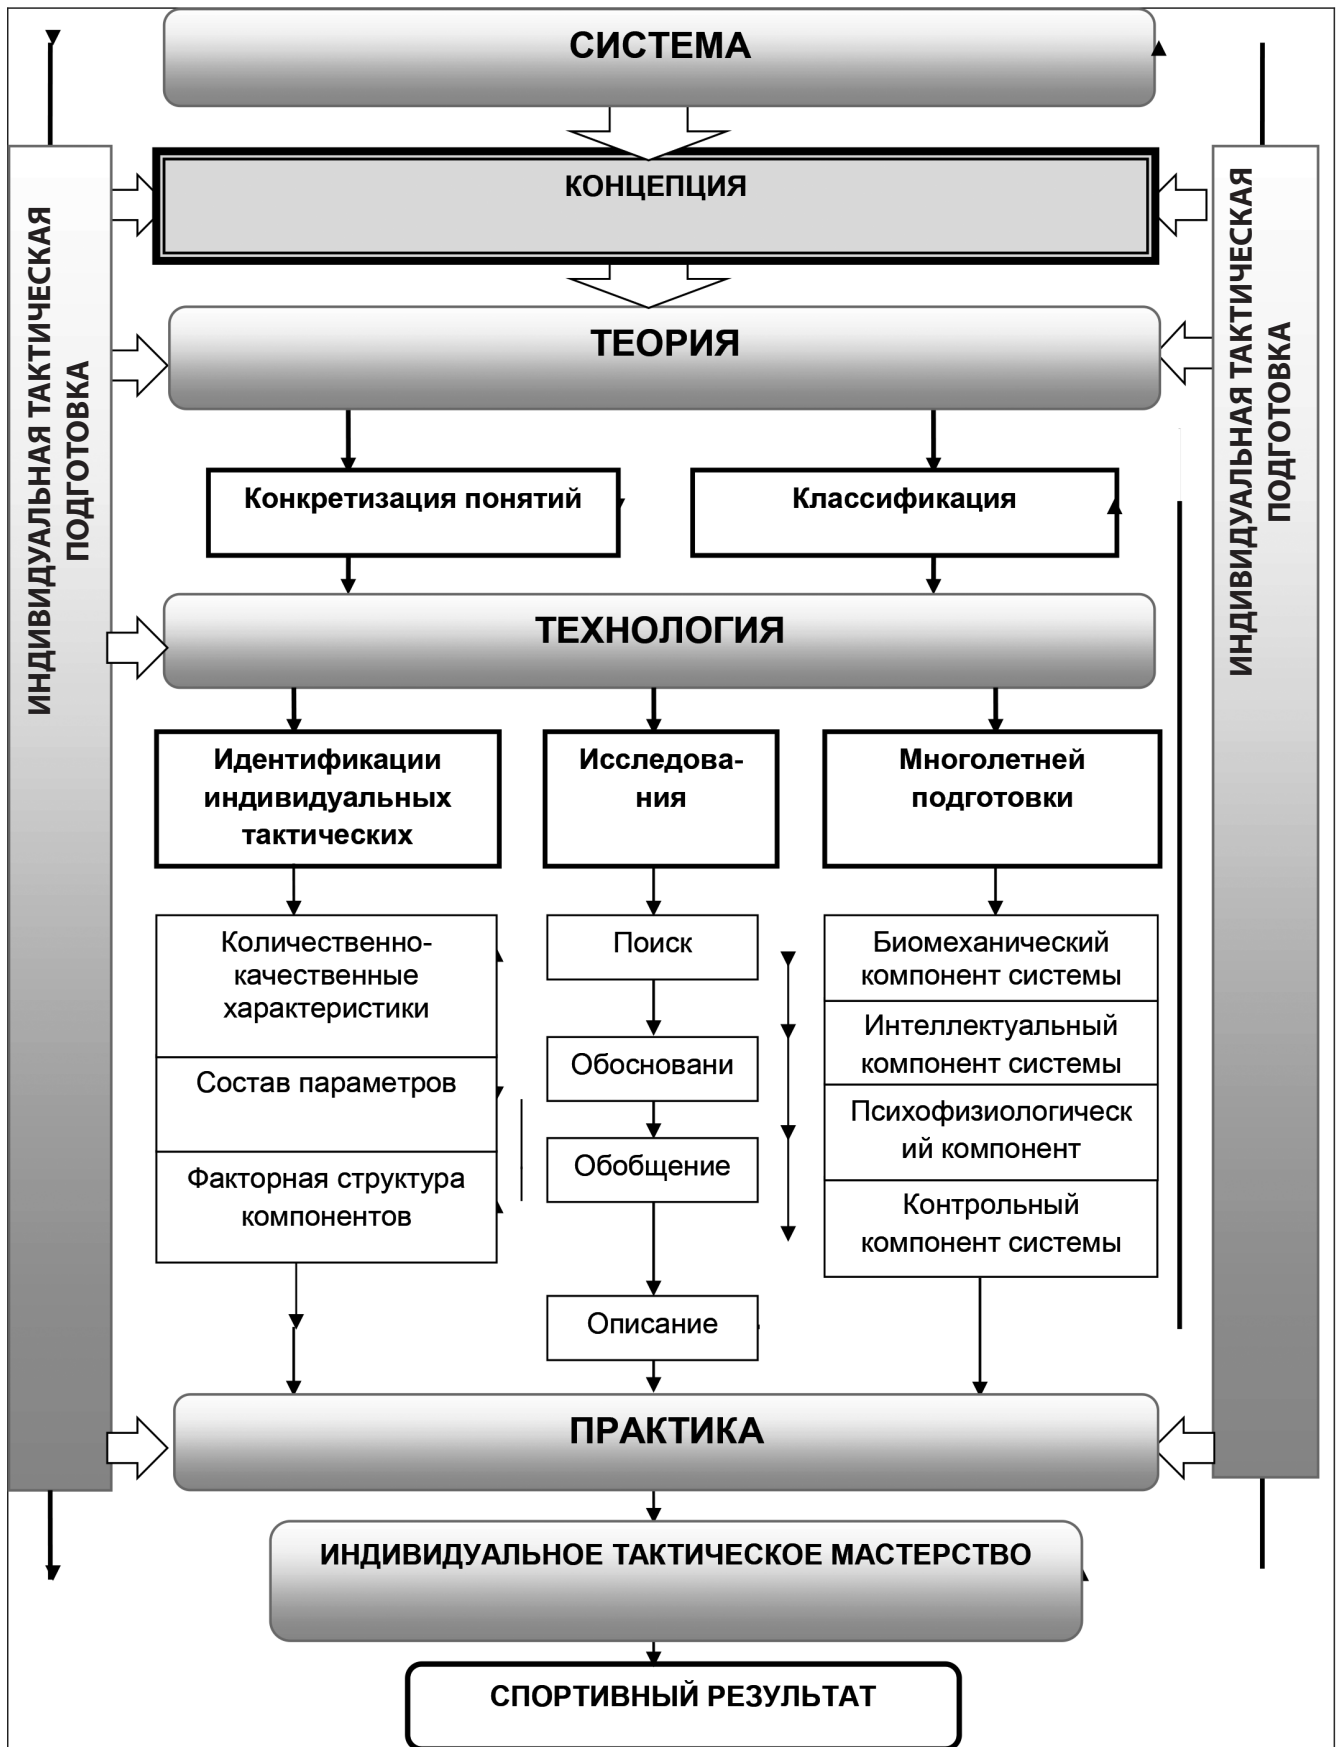 СИСТЕМА
КОНЦЕПЦИЯ
ИНДИВИДУАЛЬНАЯ ТАКТИЧЕСКАЯ
ПОДГОТОВКА
ИНДИВИДУАЛЬНАЯ ТАКТИЧЕСКАЯ
ПОДГОТОВКА
ТЕОРИЯ
Конкретизация понятий
Классификация
ТЕХНОЛОГИЯ
Идентификации
индивидуальных
тактических
Исследова-
ния
Многолетней
подготовки
Количественно-
качественные
характеристики
Состав параметров
Факторная структура
компонентов
Поиск
Обосновани
Обобщение
Описание
Биомеханический
компонент системы
Интеллектуальный
компонент системы
Психофизиологическ
ий компонент
Контрольный
компонент системы
ПРАКТИКА
ИНДИВИДУАЛЬНОЕ ТАКТИЧЕСКОЕ МАСТЕРСТВО
СПОРТИВНЫЙ РЕЗУЛЬТАТ